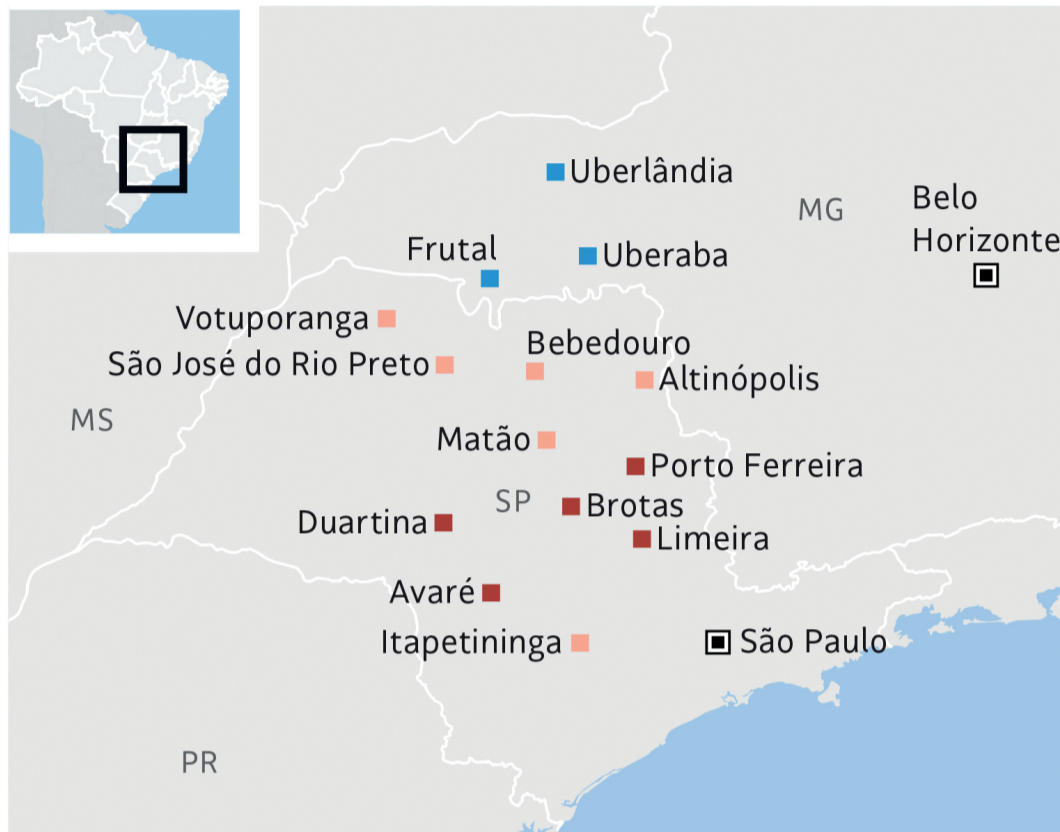 Uberlândia
MG
Belo
Horizonte
Frutal
Uberaba
Votuporanga
Bebedouro
São José do Rio Preto
Altinópolis
MS
Matão
Porto Ferreira
SP
Brotas
Duartina
Limeira
Avaré
Itapetininga
São Paulo
PR